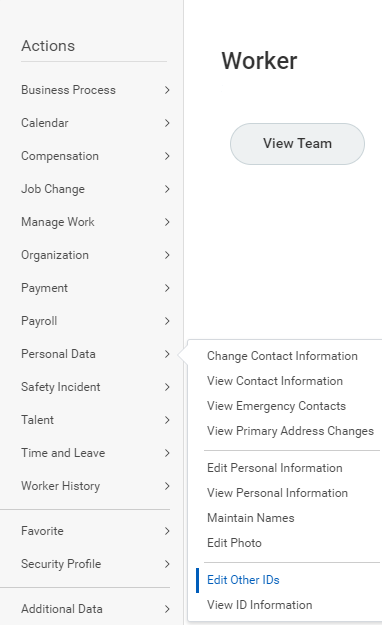 Actions
Business Process
Calendar
Compensation
Job Change
Manage Work
Organization
Payment
Payroll
Personal Data
Safety Incident
Talent
Time and Leave
Worker History
Favorite
Security Profile
Additional Data
Worker
View Team
Change Contact Information
View Contact Information
View Emergency Contacts
View Primary Address Changes
Edit Personal Information
View Personal Information
Maintain Names
Edit Photo
Edit Other IDs
View ID Information